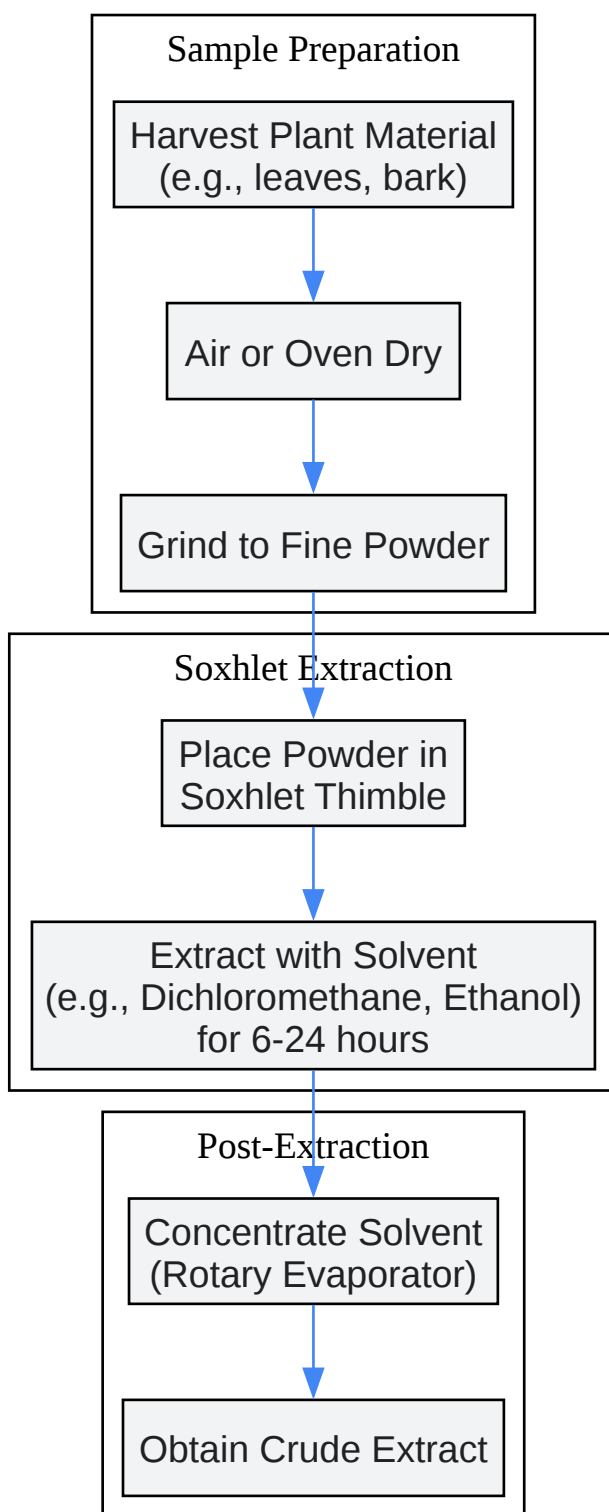 Sample Preparation
Harvest Plant Material
(e.g., leaves, bark)
Air or Oven Dry
Grind to Fine Powder
Soxhlet Extraction
Place Powder in
Soxhlet Thimble
Extract with Solvent
(e.g., Dichloromethane, Ethanol)
for 6-24 hours
Post-Extraction
Concentrate Solvent
(Rotary Evaporator)
Obtain Crude Extract